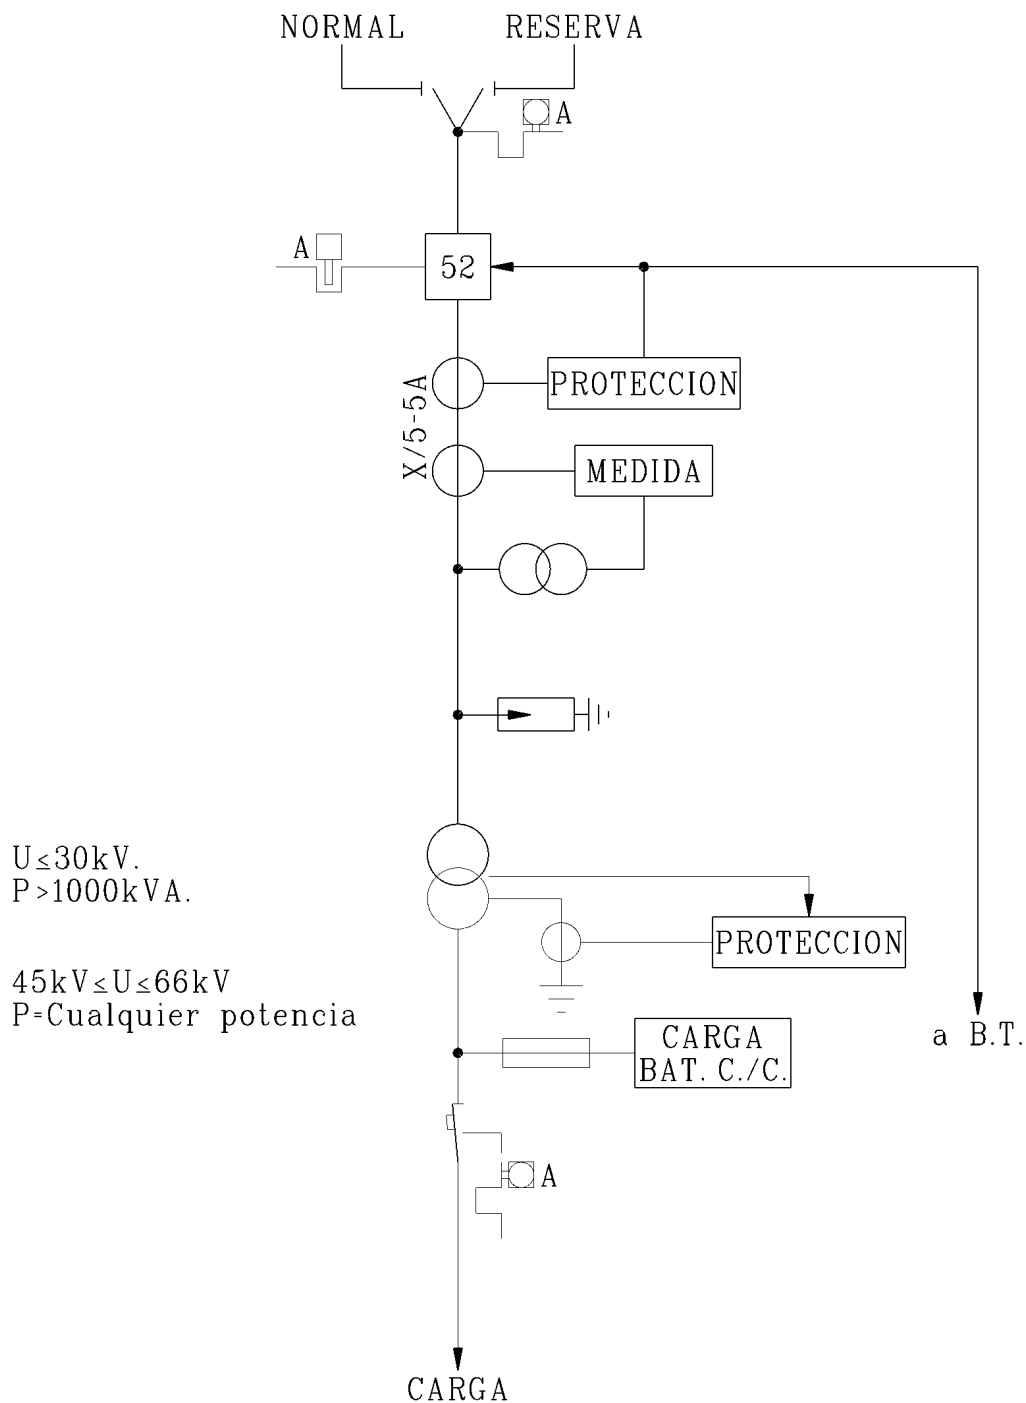 NORMAL
RESERVA
A
A
52
X/5-5A
PROTECCION
MEDIDA
U≤30kV.
P>1000kVA.
PROTECCION
45kV≤U≤66kV
P=Cualquier potencia
a B.T.
CARGA
BAT. C./C.
A
CARGA